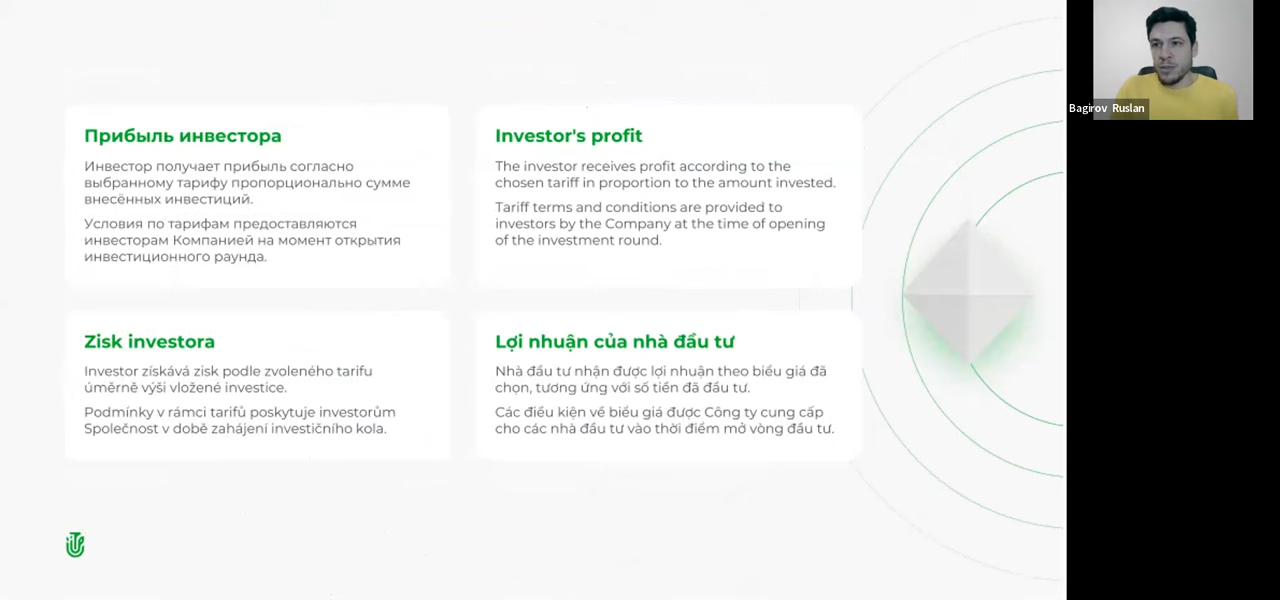 Прибыль инвестора
Инвестор получает прибыль согласно
выбранному тарифу пропорционально сумме
внесённых инвестиций.
Условия по тарифам предоставляются
инвесторам Компанией на момент открытия
инвестиционного раунда.
Investor's profit
The investor receives profit according to the
chosen tariff in proportion to the amount invested.
Tariff terms and conditions are provided to
investors by the Company at the time of opening
of the investment round.
Zisk investora
Investor získává zisk podle zvoleného tarifu
úměrně výši vložené investice.
Podmínky v rámci tarifů poskytuje investorům
Společnost v době zahájení investičního kola.
Lợi nhuận của nhà đầu tư
Nhà đầu tư nhận được lợi nhuận theo biểu giá đã
chọn, tương ứng với số tiền đã đầu tư.
Các điều kiện về biểu giá được Công ty cung cấp
cho các nhà đầu tư vào thời điểm mở vòng đầu tư.
Bagirov Ruslan